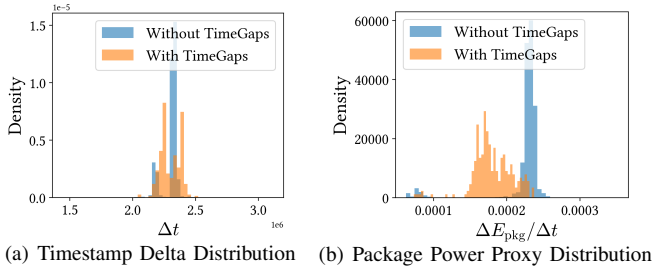 1e−5
1.5
1.0
0.5
0.0
Density
Without TimeGaps
With TimeGaps
1.5 2.0 2.5 3.0
1e6
Δt
60000
40000
20000
0
Density
Without TimeGaps
With TimeGaps
0.0001 0.0002 0.0003
ΔE_pkg/Δt
(a) Timestamp Delta Distribution (b) Package Power Proxy Distribution